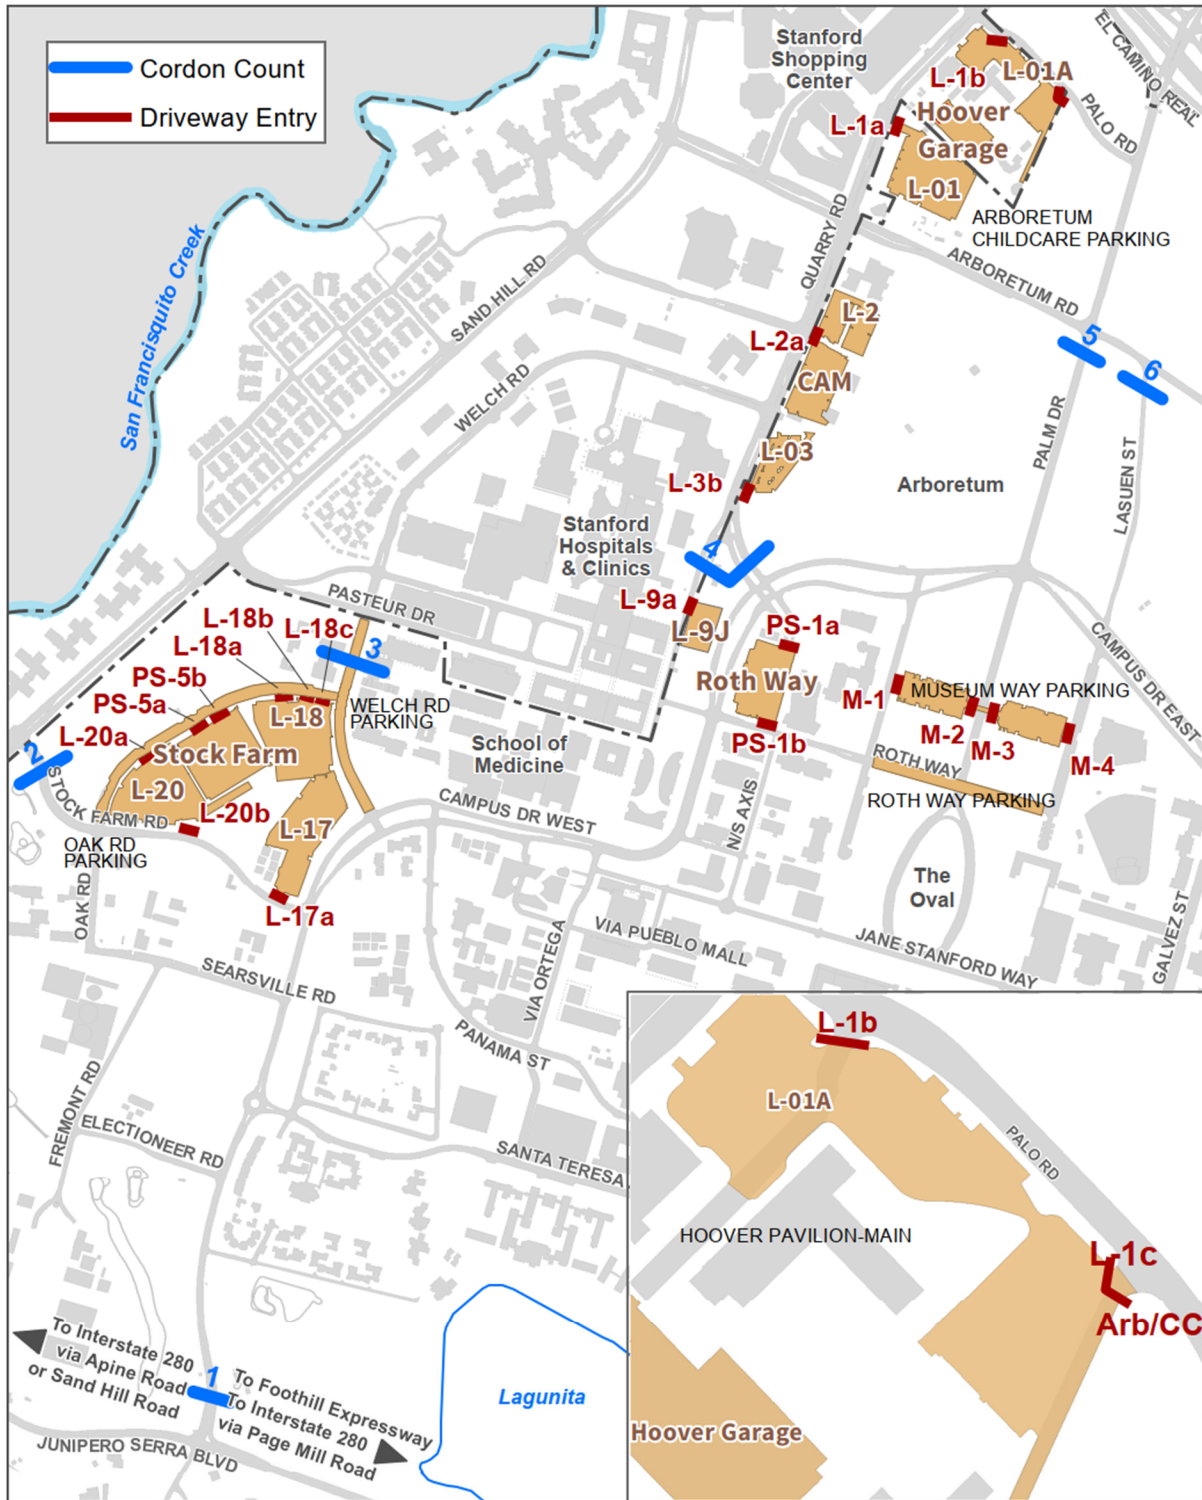 Cordon Count
Driveway Entry
Stanford
Shopping
Center
EL CAMINO REAL
L-1b
L-01A
Hoover
Garage
L-1a
L-01
PALO RD
ARBORETUM
CHILDCARE PARKING
QUARRY RD
ARBORETUM RD
San Francisquito Creek
SAND HILL RD
L-2
L-2a
5
6
CAM
WELCH RD
PALM DR
L-03
L-3b
Arboretum
LASUEN ST
Stanford
Hospitals
& Clinics
4
PASTEUR DR
L-9a
L-9J
L-18b
L-18c
L-18a
PS-1a
3
CAMPUS DR EAST
PS-5b
PS-5a
Roth Way
M-1
MUSEUM WAY PARKING
WELCH RD
PARKING
L-18
L-20a
2
Stock Farm
School of
Medicine
PS-1b
M-2
M-3
M-4
ROTH WAY
L-20
ROTH WAY PARKING
STOCK FARM RD
L-20b
L-17
CAMPUS DR WEST
N/S AXIS
OAK RD
PARKING
OAK RD
The
Oval
L-17a
VIA PUEBLO MALL
JANE STANFORD WAY
GALVEZ ST
VIA ORTEGA
SEARSVILLE RD
PANAMA ST
FREMONT RD
ELECTIONEER RD
SANTA TERESA
1
To Interstate 280
via Apine Road
or Sand Hill Road
To Foothill Expressway
To Interstate 280
via Page Mill Road
Lagunita
JUNIPERO SERRA BLVD
L-1b
L-01A
PALO RD
HOOVER PAVILION-MAIN
L-1c
Arb/CC
Hoover Garage